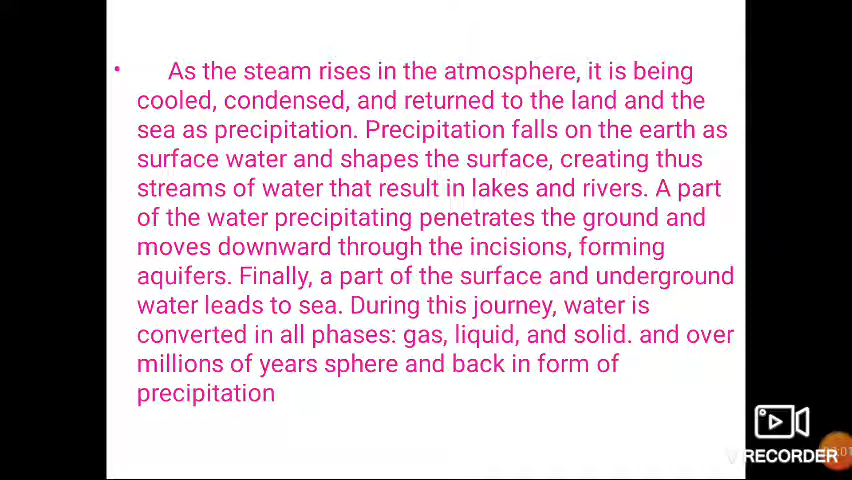 • As the steam rises in the atmosphere, it is being
cooled, condensed, and returned to the land and the
sea as precipitation. Precipitation falls on the earth as
surface water and shapes the surface, creating thus
streams of water that result in lakes and rivers. A part
of the water precipitating penetrates the ground and
moves downward through the incisions, forming
aquifers. Finally, a part of the surface and underground
water leads to sea. During this journey, water is
converted in all phases: gas, liquid, and solid. and over
millions of years sphere and back in form of
precipitation
V RECORDER